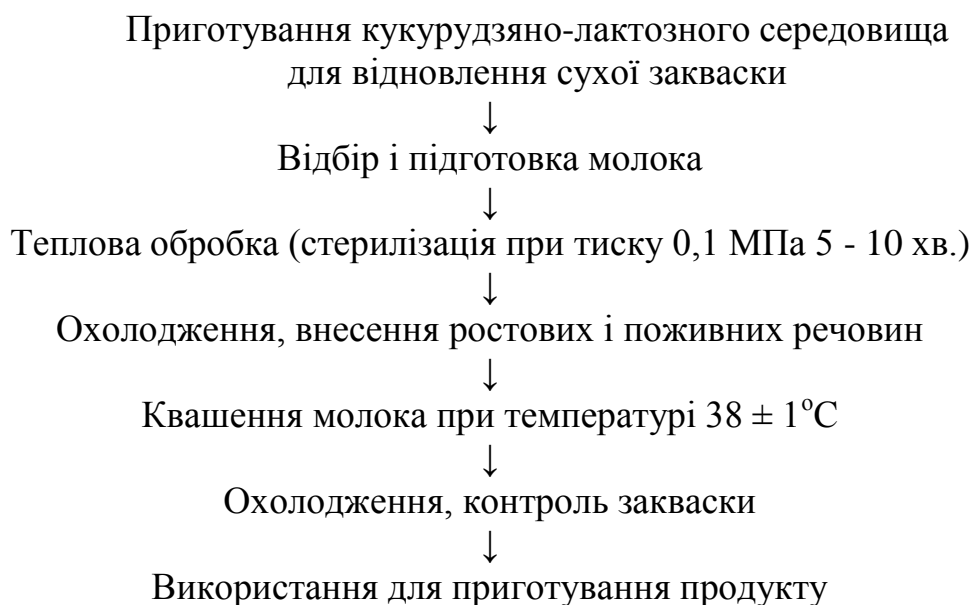 Приготування кукурудзяно-лактозного середовища
для відновлення сухої закваски
↓
Відбір і підготовка молока
↓
Теплова обробка (стерилізація при тиску 0,1 МПа 5 - 10 хв.)
↓
Охолодження, внесення ростових і поживних речовин
↓
Квашення молока при температурі 38 ± 1°С
↓
Охолодження, контроль закваски
↓
Використання для приготування продукту